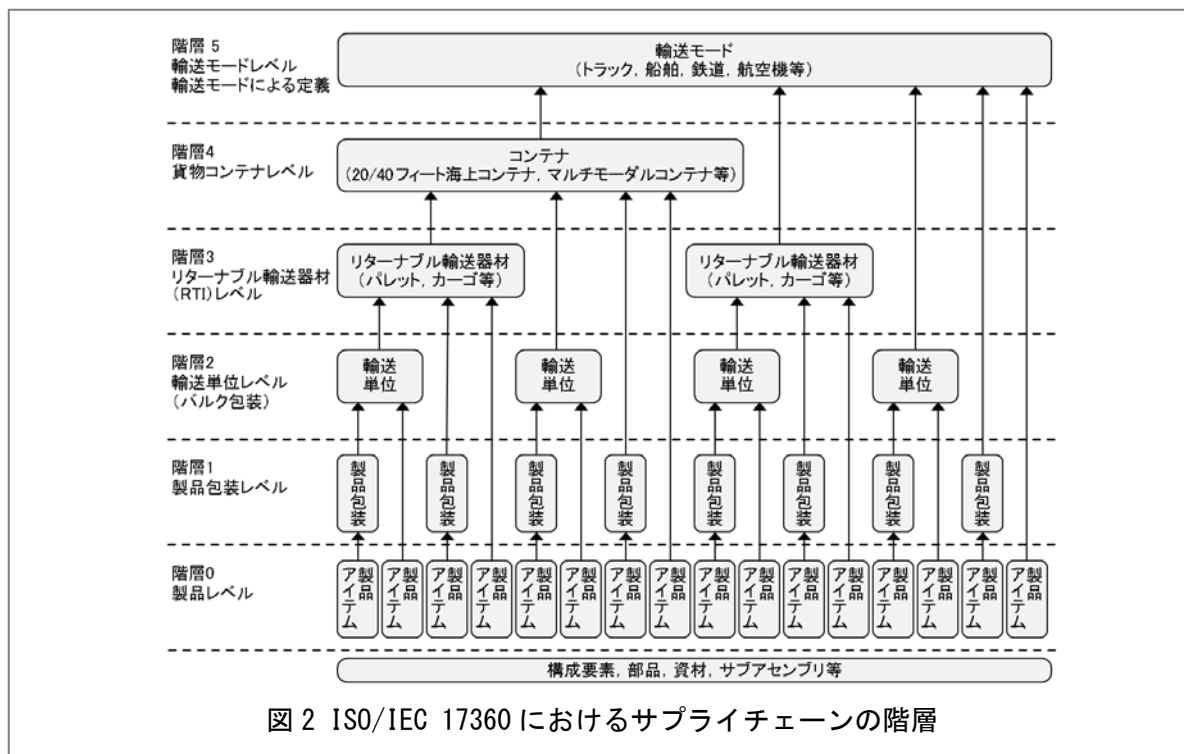 階層 5
輸送モードレベル
輸送モードによる定義
輸送モード
(トラック, 船舶, 鉄道, 航空機等)
階層4
貨物コンテナレベル
コンテナ
(20/40フィート海上コンテナ, マルチモーダルコンテナ等)
階層3
リターナブル輸送器材
(RTI)レベル
リターナブル輸送器材
(パレット, カーゴ等)
リターナブル輸送器材
(パレット, カーゴ等)
階層2
輸送単位レベル
(バルク包装)
輸送
単位
輸送
単位
輸送
単位
輸送
単位
階層1
製品包装レベル
製品包装
製品包装
製品包装
製品包装
製品包装
製品包装
製品包装
製品包装
階層0
製品レベル
製品
アイテム
製品
アイテム
製品
アイテム
製品
アイテム
製品
アイテム
製品
アイテム
製品
アイテム
製品
アイテム
製品
アイテム
製品
アイテム
製品
アイテム
製品
アイテム
製品
アイテム
製品
アイテム
製品
アイテム
製品
アイテム
構成要素, 部品, 資材, サブアセンブリ等
図 2 ISO/IEC 17360 におけるサプライチェーンの階層